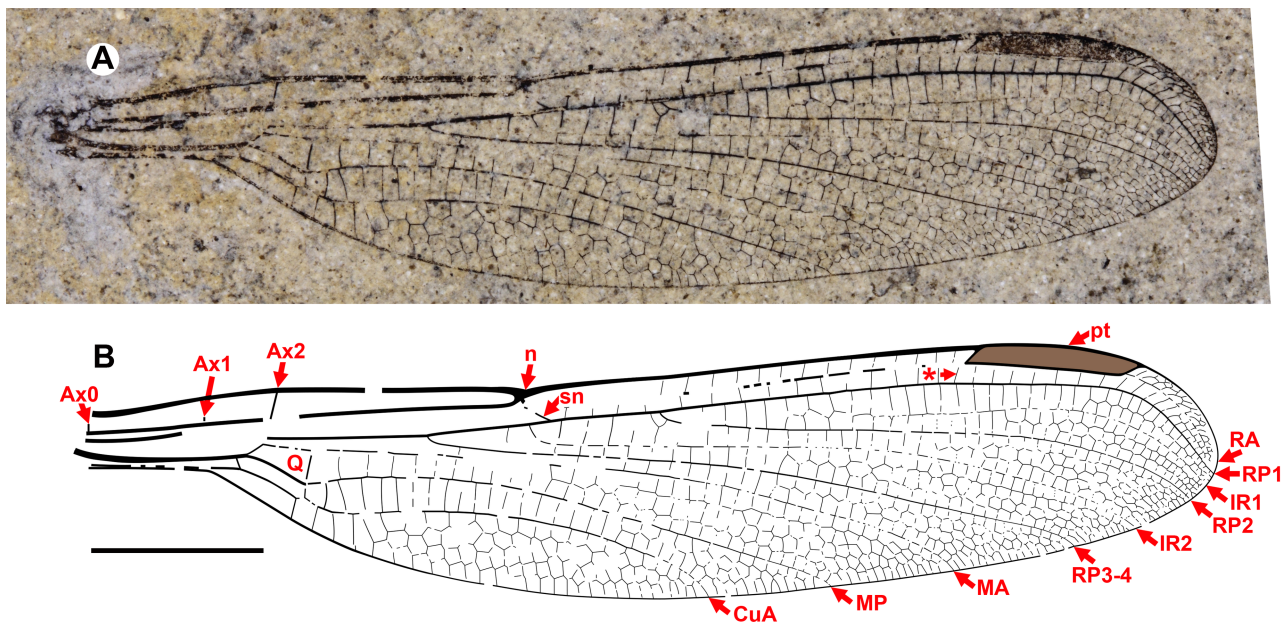 A
B
Ax0
Ax1
Ax2
n
sn
pt
*
Q
RA
RP1
IR1
RP2
IR2
RP3-4
MA
MP
CuA